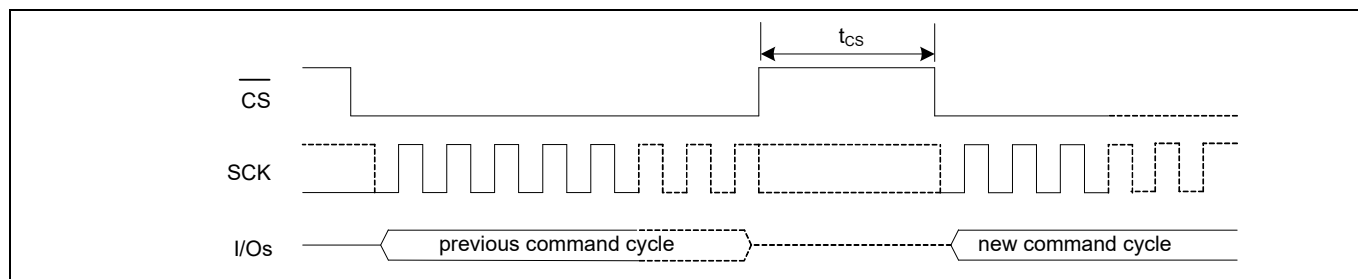 tCS
CS
SCK
I/Os
previous command cycle
new command cycle